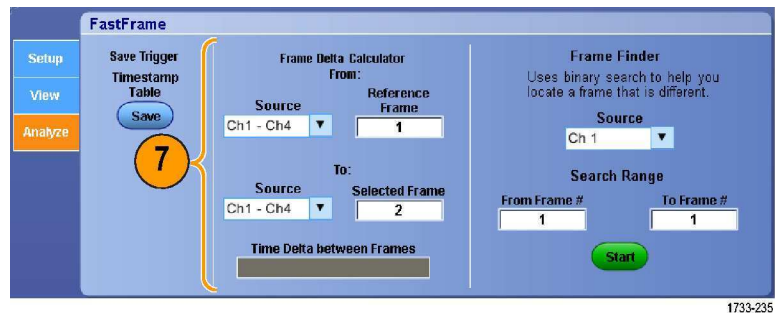 FastFrame
Setup
View
Analyze
Save Trigger
Timestamp
Table
Save
7
Frame Delta Calculator
From:
Source
Reference
Frame
Ch1 - Ch4
1
To:
Source
Selected Frame
Ch1 - Ch4
2
Time Delta between Frames
Frame Finder
Uses binary search to help you
locate a frame that is different.
Source
Ch 1
Search Range
From Frame #
To Frame #
1
1
Start
1733-235